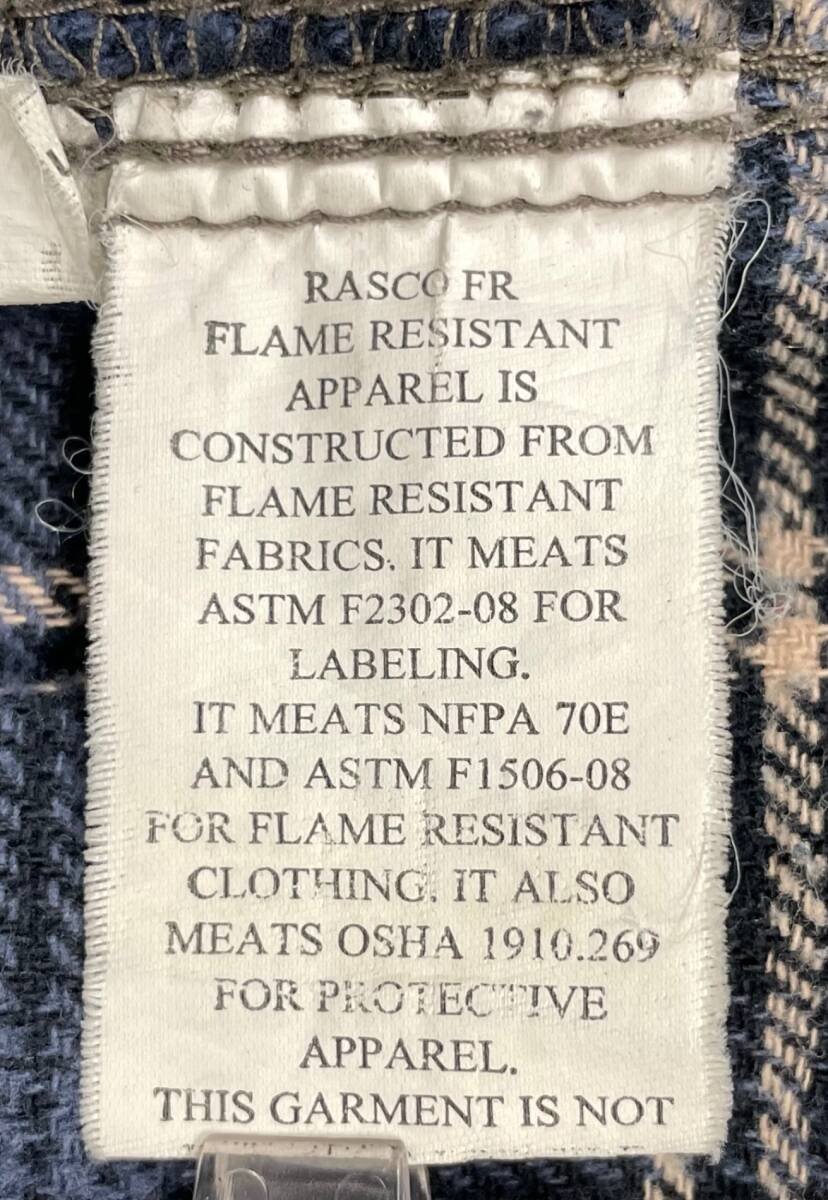 RASCO FR
FLAME RESISTANT
APPAREL IS
CONSTRUCTED FROM
FLAME RESISTANT
FABRICS. IT MEATS
ASTM F2302-08 FOR
LABELING.
IT MEATS NFPA 70E
AND ASTM F1506-08
FOR FLAME RESISTANT
CLOTHING. IT ALSO
MEATS OSHA 1910.269
FOR PROTECTIVE
APPAREL.
THIS GARMENT IS NOT